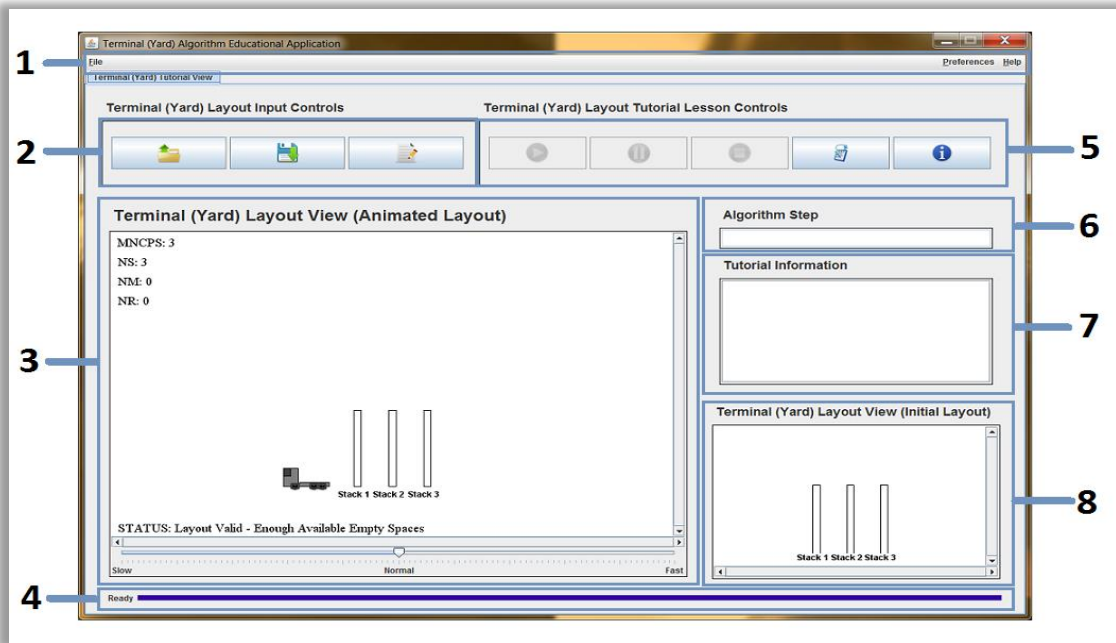 Terminal (Yard) Algorithm Educational Application
1
File Preferences Help
Terminal (Yard) Tutorial View
Terminal (Yard) Layout Input Controls
Terminal (Yard) Layout Tutorial Lesson Controls
2
5
Terminal (Yard) Layout View (Animated Layout)
Algorithm Step
6
MNCPS: 3
NS: 3
NM: 0
NR: 0
Tutorial Information
7
3
Terminal (Yard) Layout View (Initial Layout)
Stack 1 Stack 2 Stack 3
8
STATUS: Layout Valid - Enough Available Empty Spaces
Stack 1 Stack 2 Stack 3
Slow Normal Fast
4
Ready